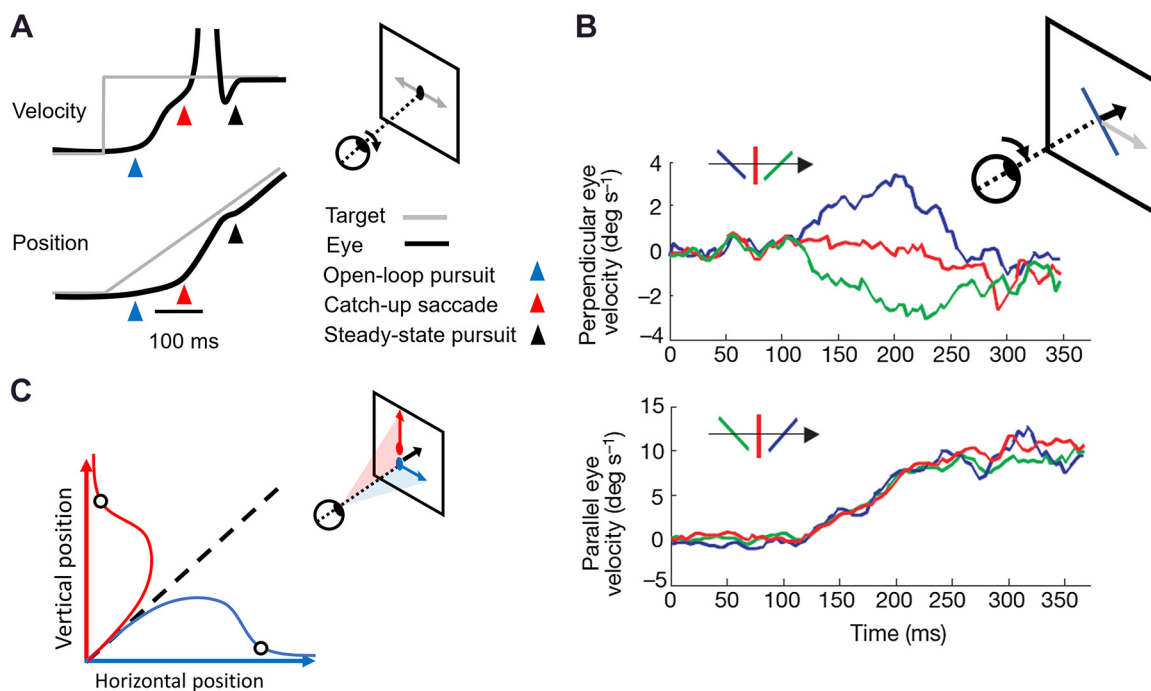 A
Velocity
Position
100 ms
Target
Eye
Open-loop pursuit
Catch-up saccade
Steady-state pursuit
B
Perpendicular eye
velocity (deg s⁻¹)
4
2
0
−2
−4
0 50 100 150 200 250 300 350
Parallel eye
velocity (deg s⁻¹)
15
10
5
0
−5
0 50 100 150 200 250 300 350
Time (ms)
C
Vertical position
Horizontal position